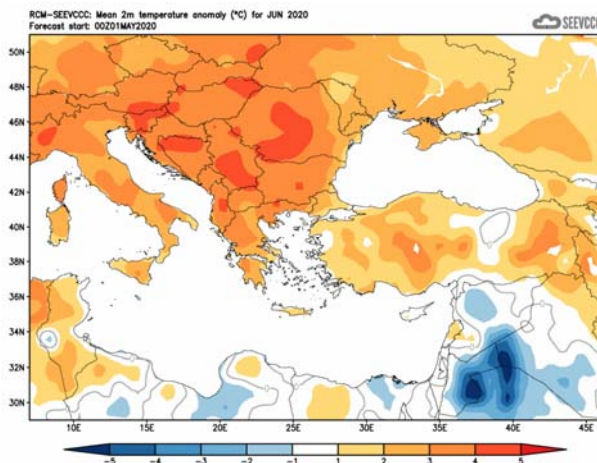 RCM-SEEVCCC: Mean 2m temperature anomaly (°C) for JUN 2020
Forecast start: 00Z01MAY2020
SEEVCCC
50N
48N
46N
44N
42N
40N
38N
36N
34N
32N
30N
10E 15E 20E 25E 30E 35E 40E 45E
-5 -4 -3 -2 -1 1 2 3 4 5